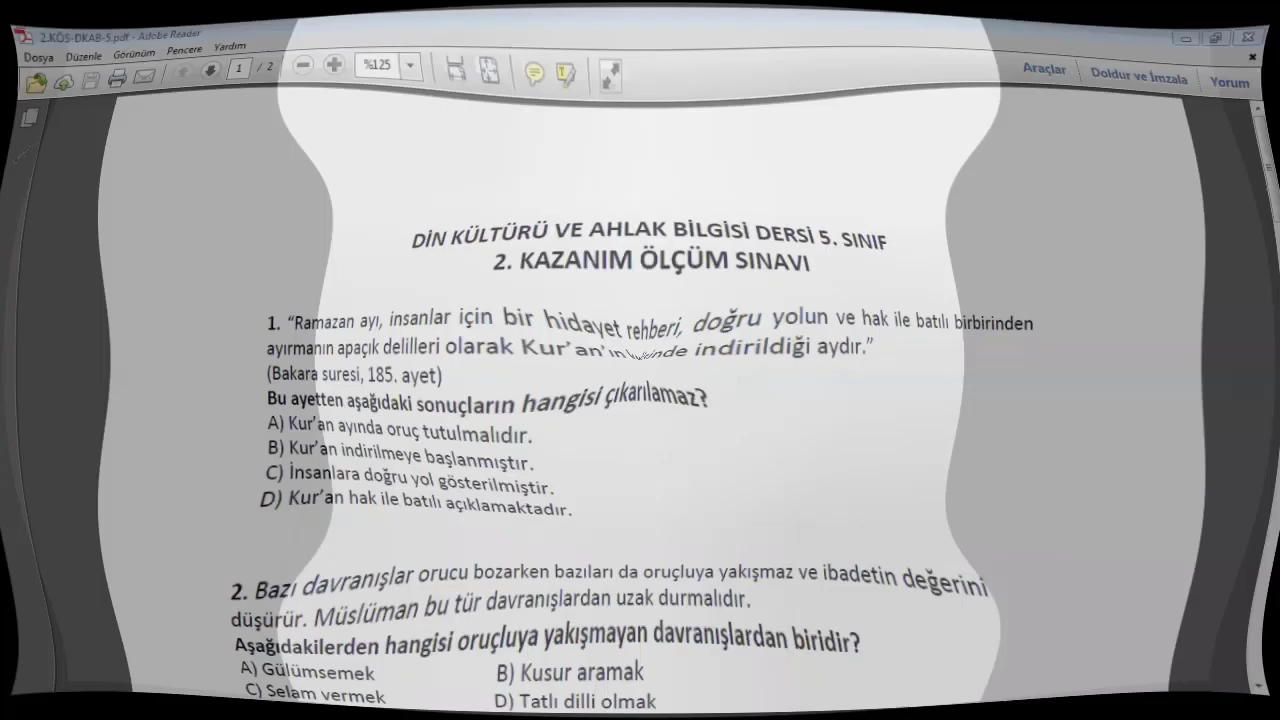 2.KÖS-DKAB-5.pdf - Adobe Reader
Dosya Düzenle Görünüm Pencere Yardım
1 / 2 %125 Araçlar Doldur ve İmzala Yorum
DİN KÜLTÜRÜ VE AHLAK BİLGİSİ DERSİ 5. SINIF
2. KAZANIM ÖLÇÜM SINAVI
1. “Ramazan ayı, insanlar için bir hidayet rehberi, doğru yolun ve hak ile batılı birbirinden
ayırmanın apaçık delilleri olarak Kur’an’ın indirildiği aydır.”
(Bakara suresi, 185. ayet)
Bu ayetten aşağıdaki sonuçların hangisi çıkarılamaz?
A) Kur’an ayında oruç tutulmalıdır.
B) Kur’an indirilmeye başlanmıştır.
C) İnsanlara doğru yol gösterilmiştir.
D) Kur’an hak ile batılı açıklamaktadır.
2. Bazı davranışlar orucu bozarken bazıları da oruçluya yakışmaz ve ibadetin değerini
düşürür. Müslüman bu tür davranışlardan uzak durmalıdır.
Aşağıdakilerden hangisi oruçluya yakışmayan davranışlardan biridir?
A) Gülümsemek B) Kusur aramak
C) Selam vermek D) Tatlı dilli olmak